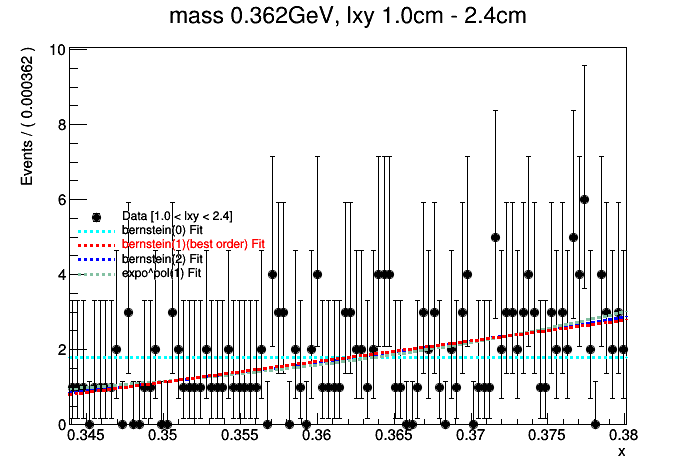 mass 0.362GeV, lxy 1.0cm - 2.4cm
Events / ( 0.000362 )
10
8
6
4
2
0
Data [1.0 < lxy < 2.4]
bernstein(0) Fit
bernstein(1)(best order) Fit
bernstein(2) Fit
expo^pol(1) Fit
0.345 0.35 0.355 0.36 0.365 0.37 0.375 0.38
x